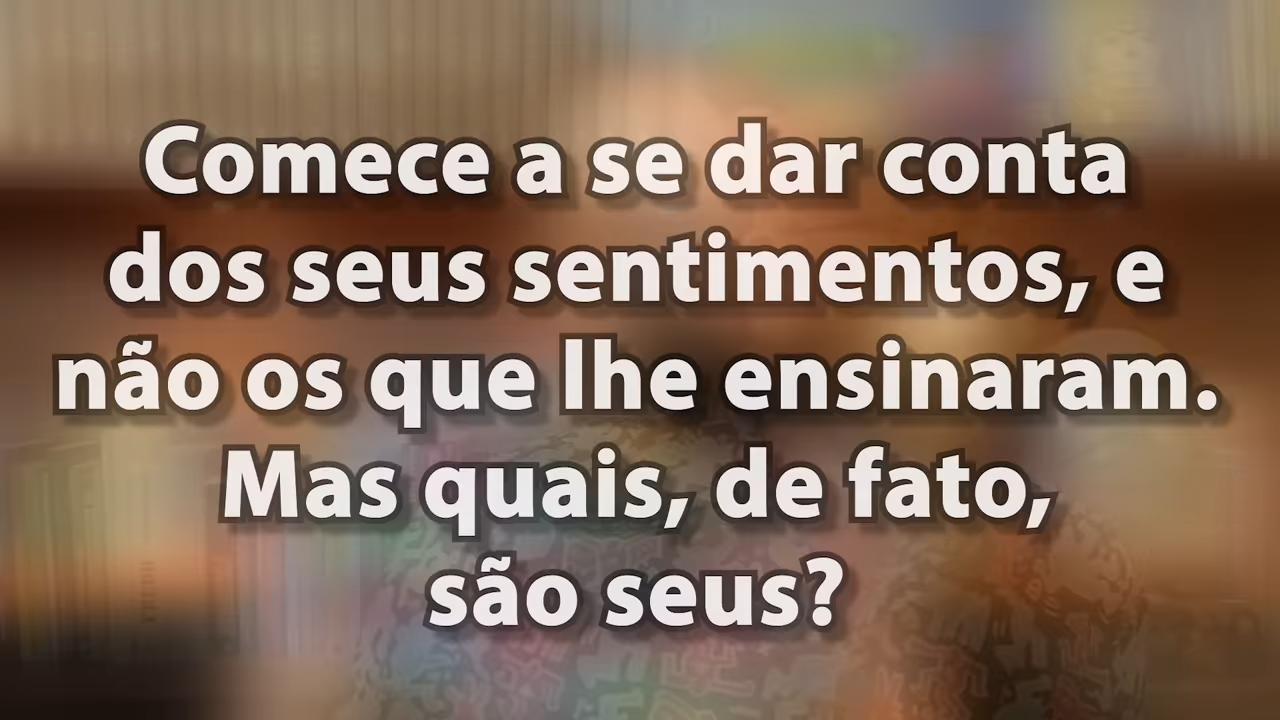 Comece a se dar conta
dos seus sentimentos, e
não os que lhe ensinaram.
Mas quais, de fato,
são seus?